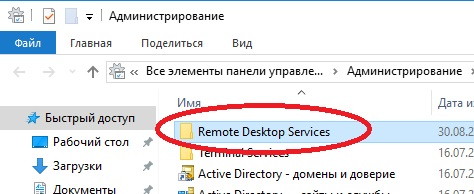 Администрирование
Файл Главная Поделиться Вид
Все элементы панели управле... Администрирование
Имя Дата
Быстрый доступ
Remote Desktop Services 30.08.2
Рабочий стол
Terminal Services 16.07.2
Загрузки
Active Directory - домены и доверие 16.07.2
Документы